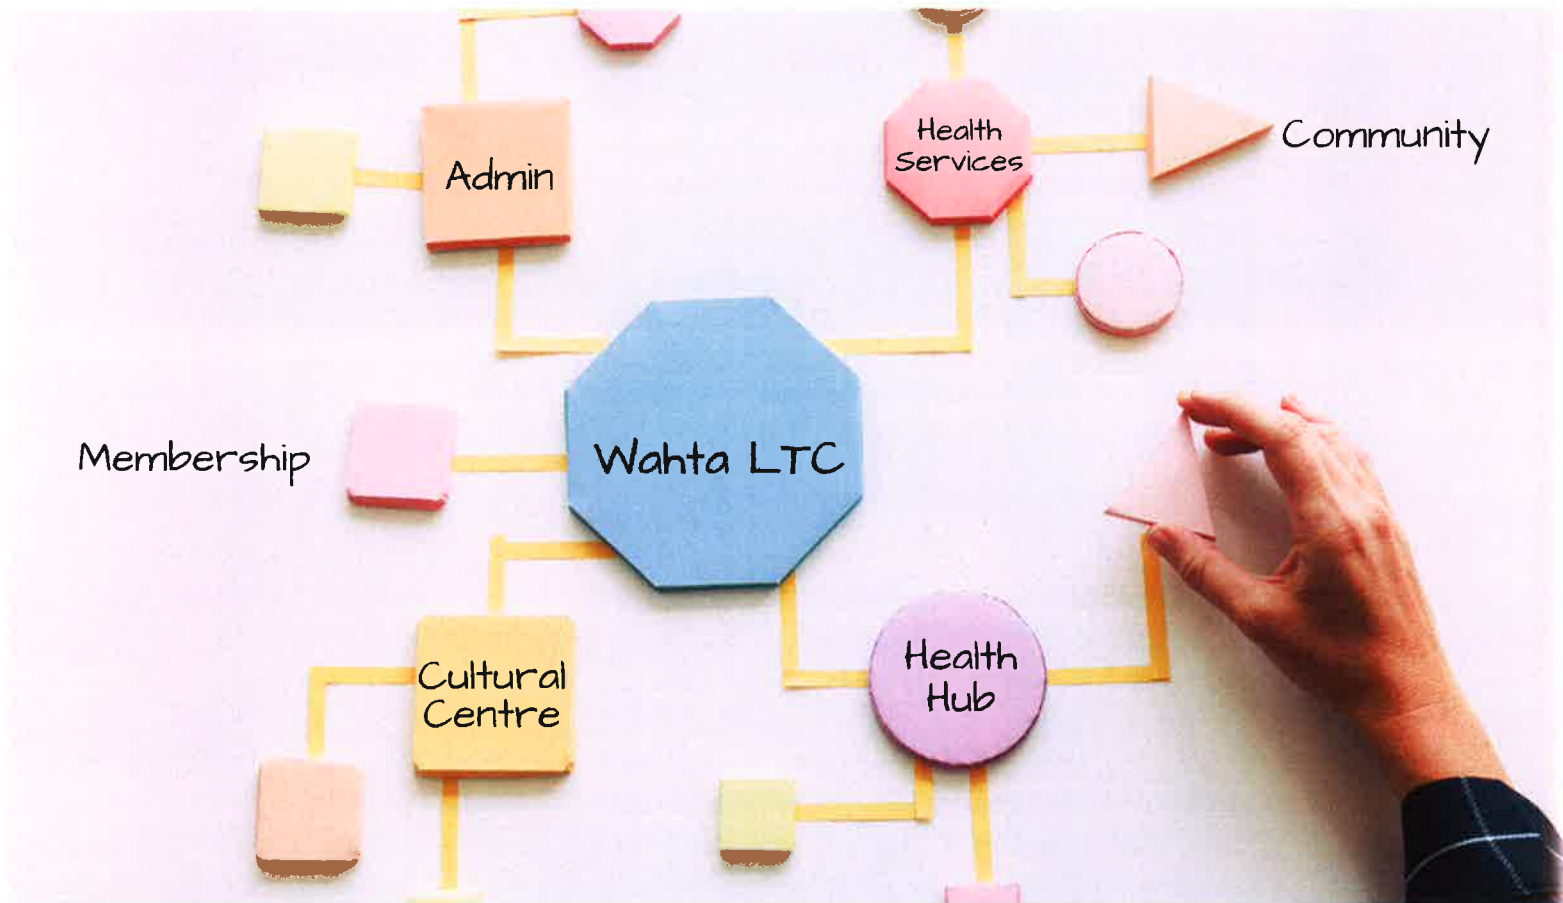 Health
Services
Community
Admin
Membership
Wahta LTC
Health
Hub
Cultural
Centre